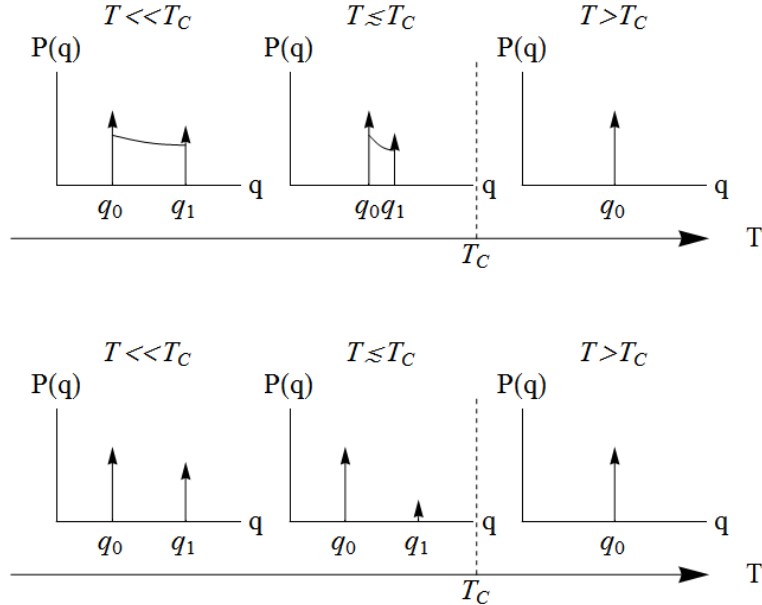 T<<T_C T≲T_C T>T_C
P(q) P(q) P(q)
q q q
q_0 q_1 q_0q_1 q_0
T
T_C
T<<T_C T≲T_C T>T_C
P(q) P(q) P(q)
q q q
q_0 q_1 q_0 q_1 q_0
T
T_C